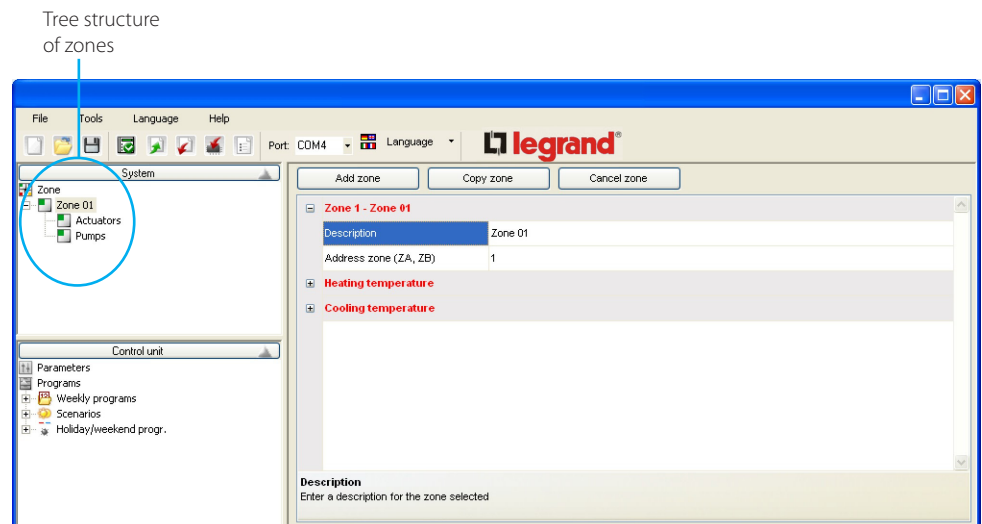 Tree structure
of zones
File Tools Language Help
Port: COM4 Language legrand®
System
Zone
Zone 01
Actuators
Pumps
Add zone Copy zone Cancel zone
Zone 1 - Zone 01
Description Zone 01
Address zone (ZA, ZB) 1
Heating temperature
Cooling temperature
Control unit
Parameters
Programs
Weekly programs
Scenarios
Holiday/weekend progr.
Description
Enter a description for the zone selected